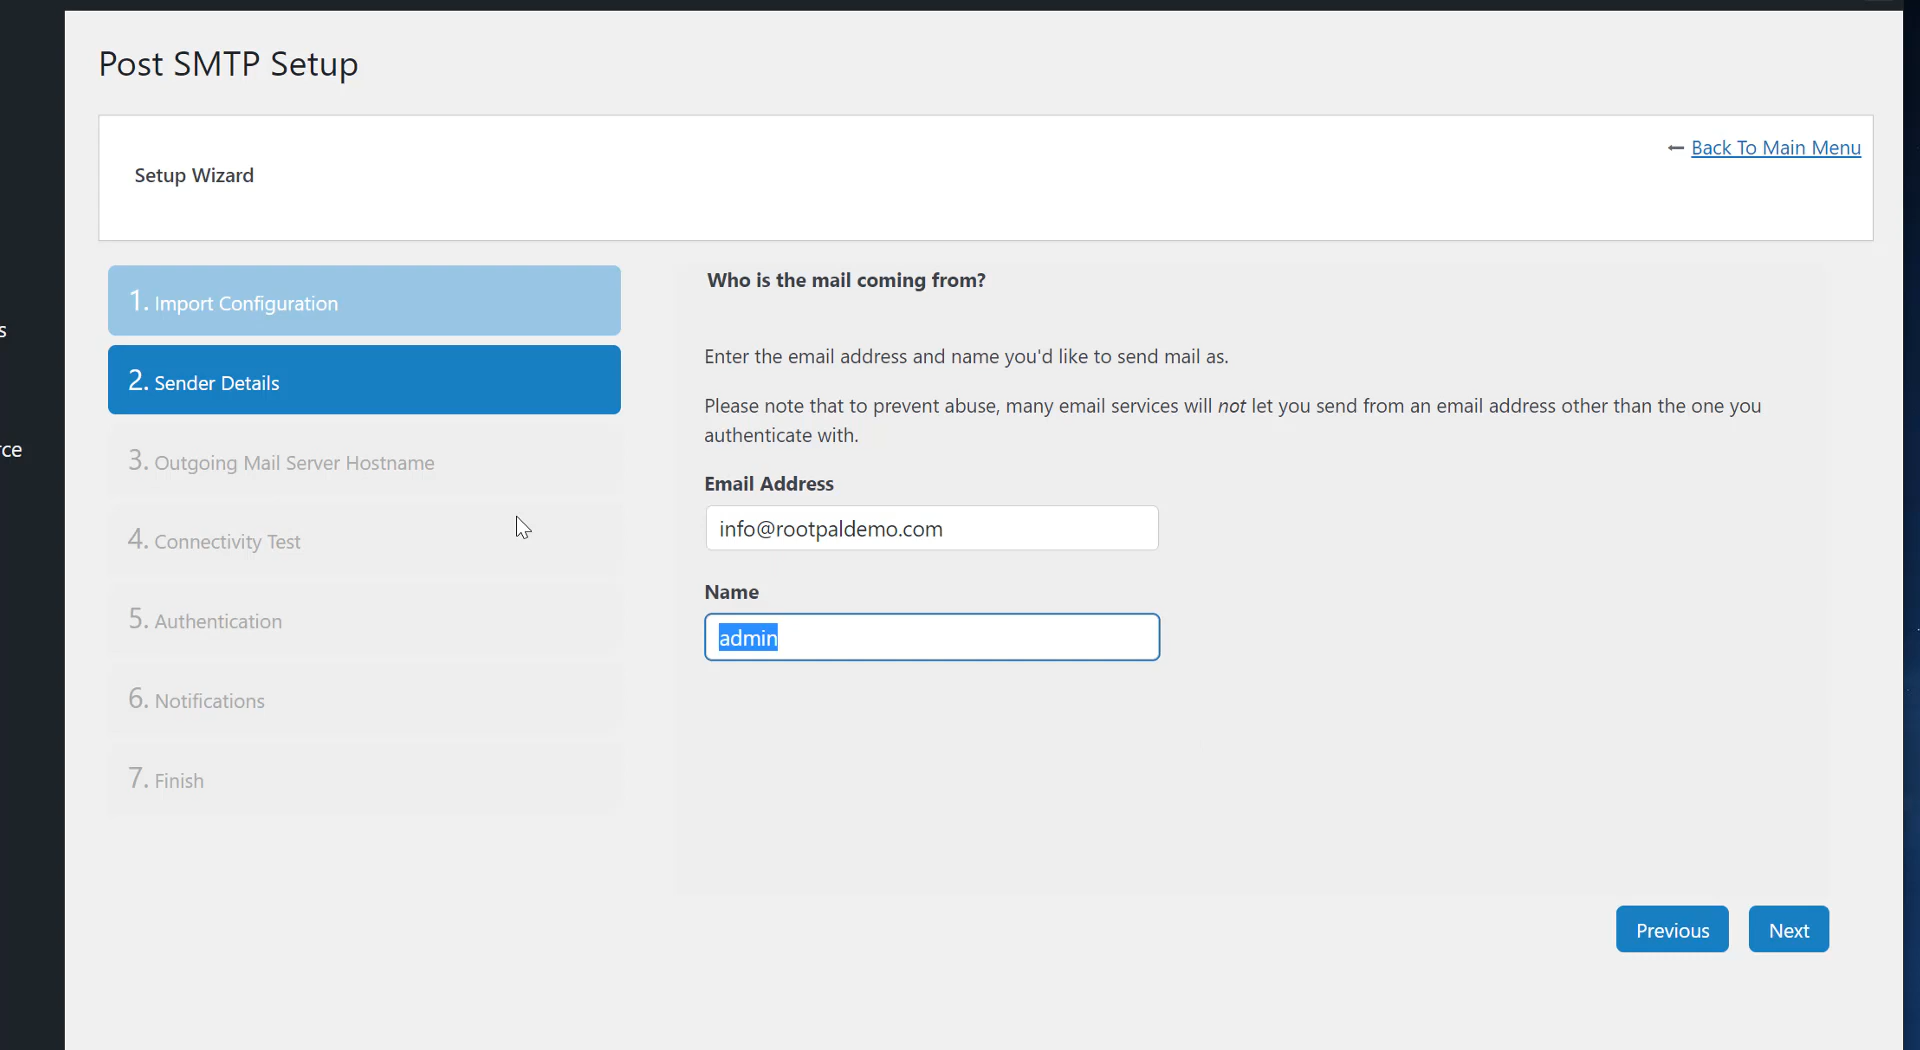 Post SMTP Setup
Back To Main Menu
Setup Wizard
1. Import Configuration
2. Sender Details
3. Outgoing Mail Server Hostname
4. Connectivity Test
5. Authentication
6. Notifications
7. Finish
Who is the mail coming from?
Enter the email address and name you'd like to send mail as.
Please note that to prevent abuse, many email services will not let you send from an email address other than the one you
authenticate with.
Email Address
info@rootpaldemo.com
Name
admin
Previous
Next